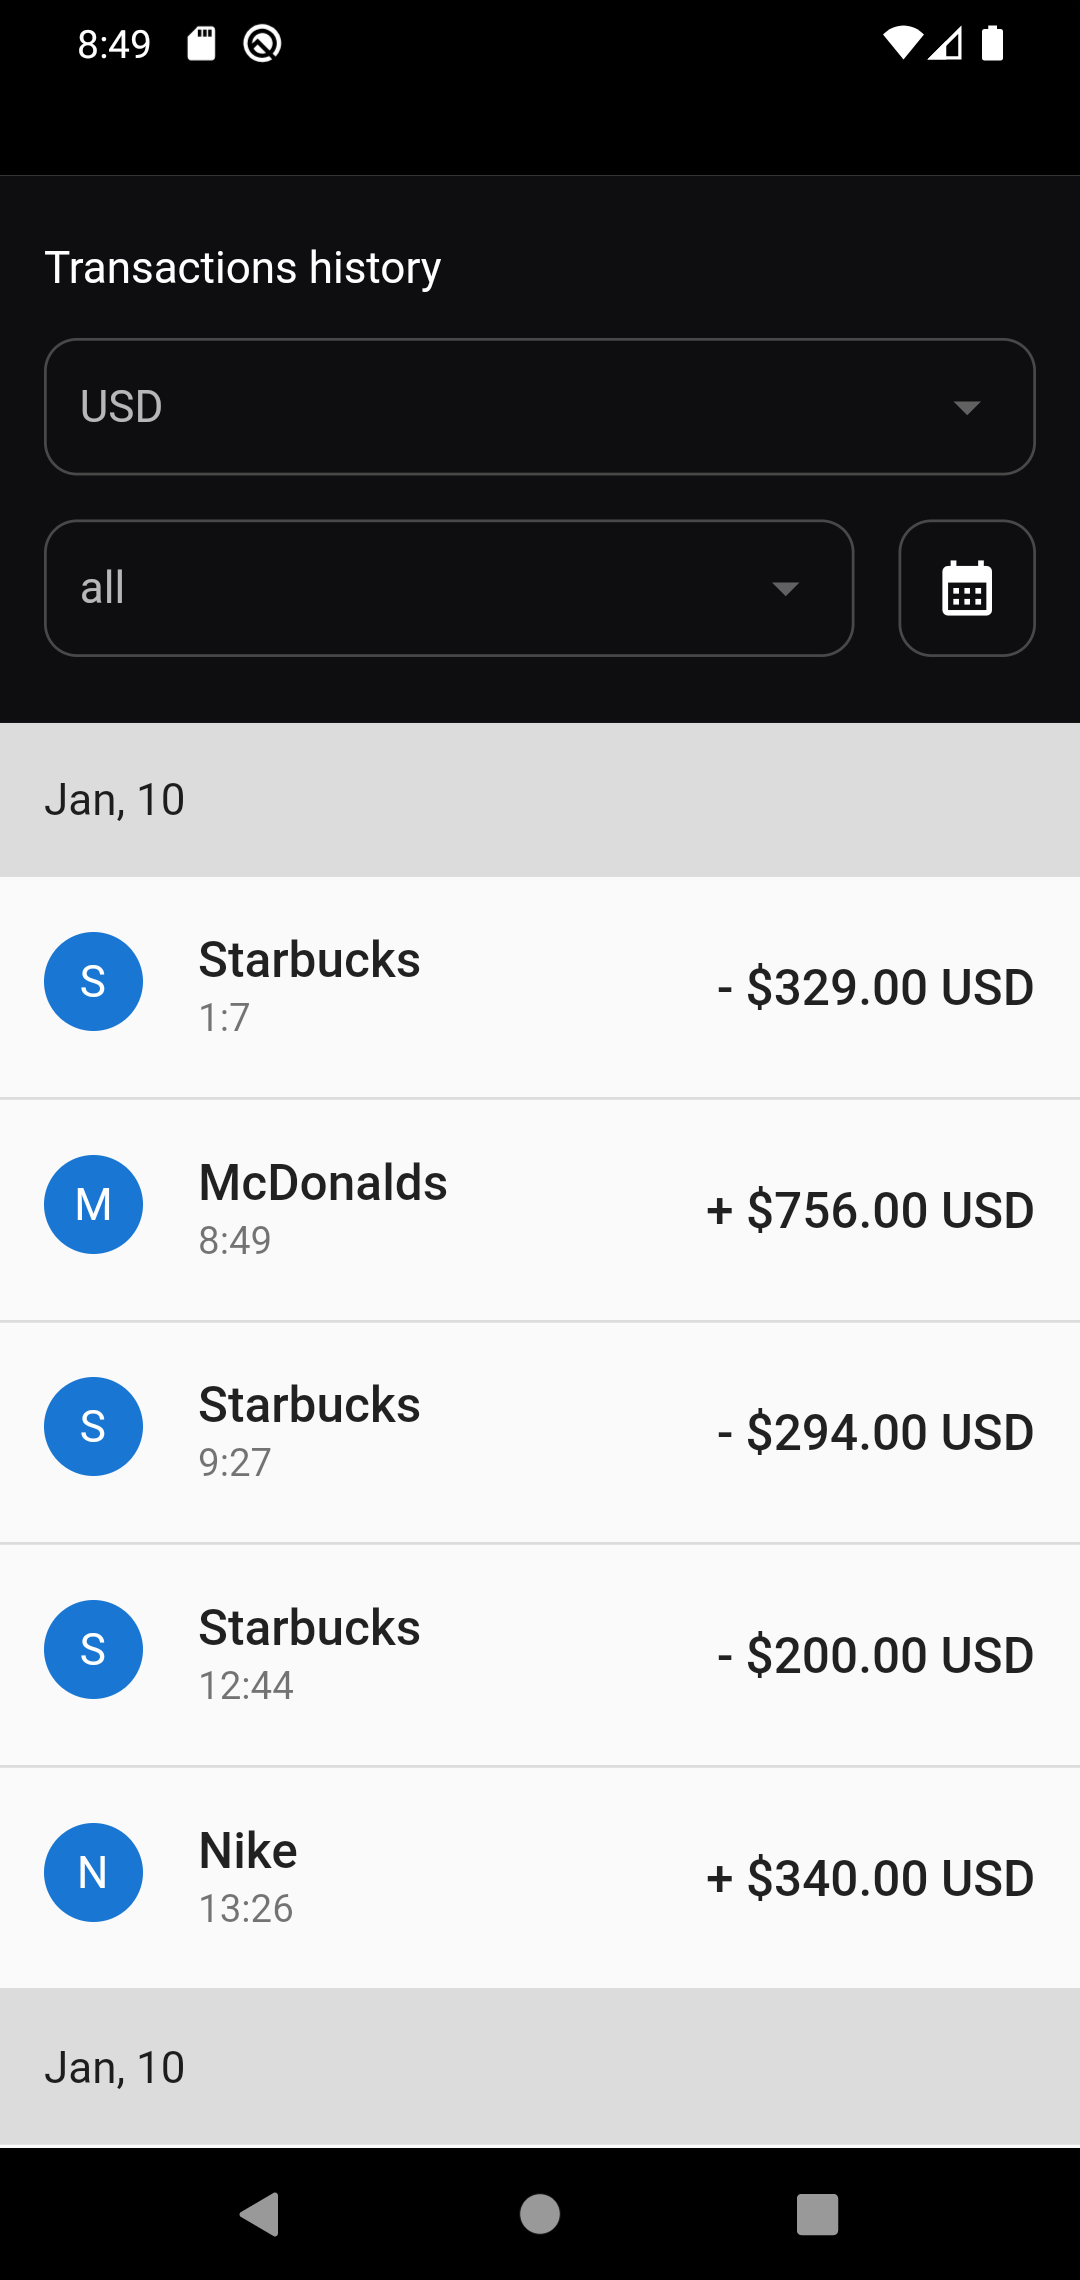 8:49
Transactions history
USD
all
Jan, 10
S
Starbucks
1:7
- $329.00 USD
M
McDonalds
8:49
+ $756.00 USD
S
Starbucks
9:27
- $294.00 USD
S
Starbucks
12:44
- $200.00 USD
N
Nike
13:26
+ $340.00 USD
Jan, 10